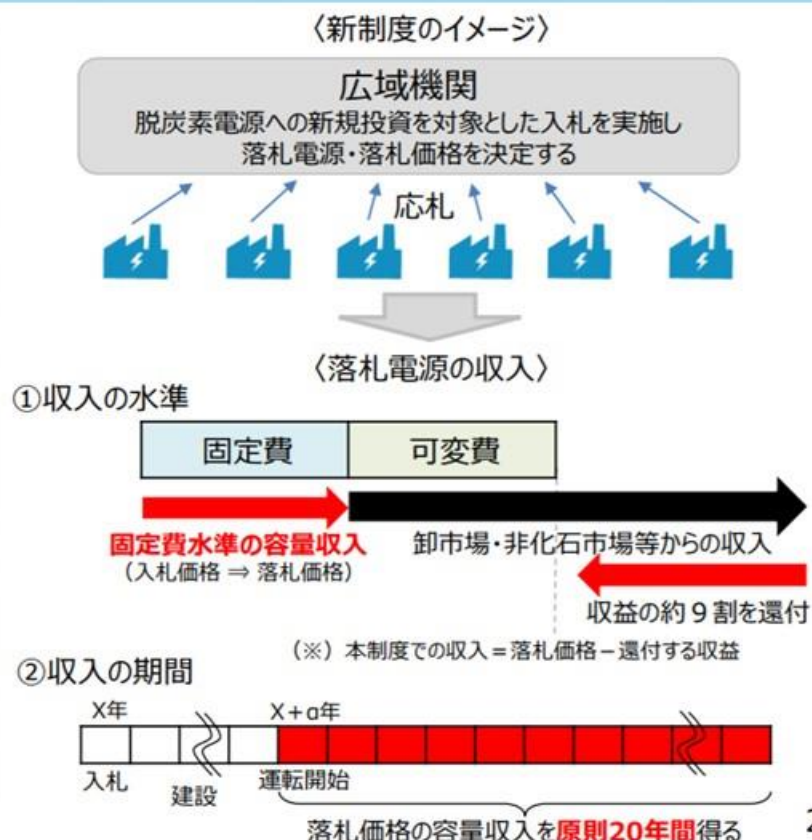 〈新制度のイメージ〉
広域機関
脱炭素電源への新規投資を対象とした入札を実施し
落札電源・落札価格を決定する
応札
〈落札電源の収入〉
①収入の水準
固定費
可変費
固定費水準の容量収入
（入札価格 ⇒ 落札価格）
卸市場・非化石市場等からの収入
収益の約９割を還付
（※）本制度での収入＝落札価格－還付する収益
②収入の期間
X年
X＋α年
入札
建設
運転開始
落札価格の容量収入を原則20年間得る